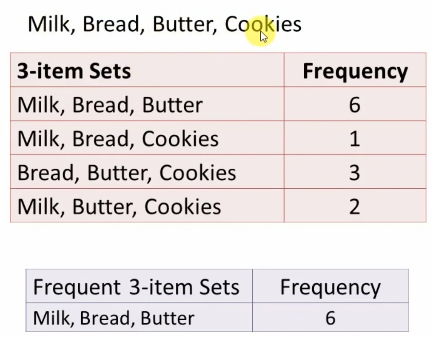 Milk, Bread, Butter, Cookies
3-item Sets Frequency
Milk, Bread, Butter 6
Milk, Bread, Cookies 1
Bread, Butter, Cookies 3
Milk, Butter, Cookies 2
Frequent 3-item Sets Frequency
Milk, Bread, Butter 6